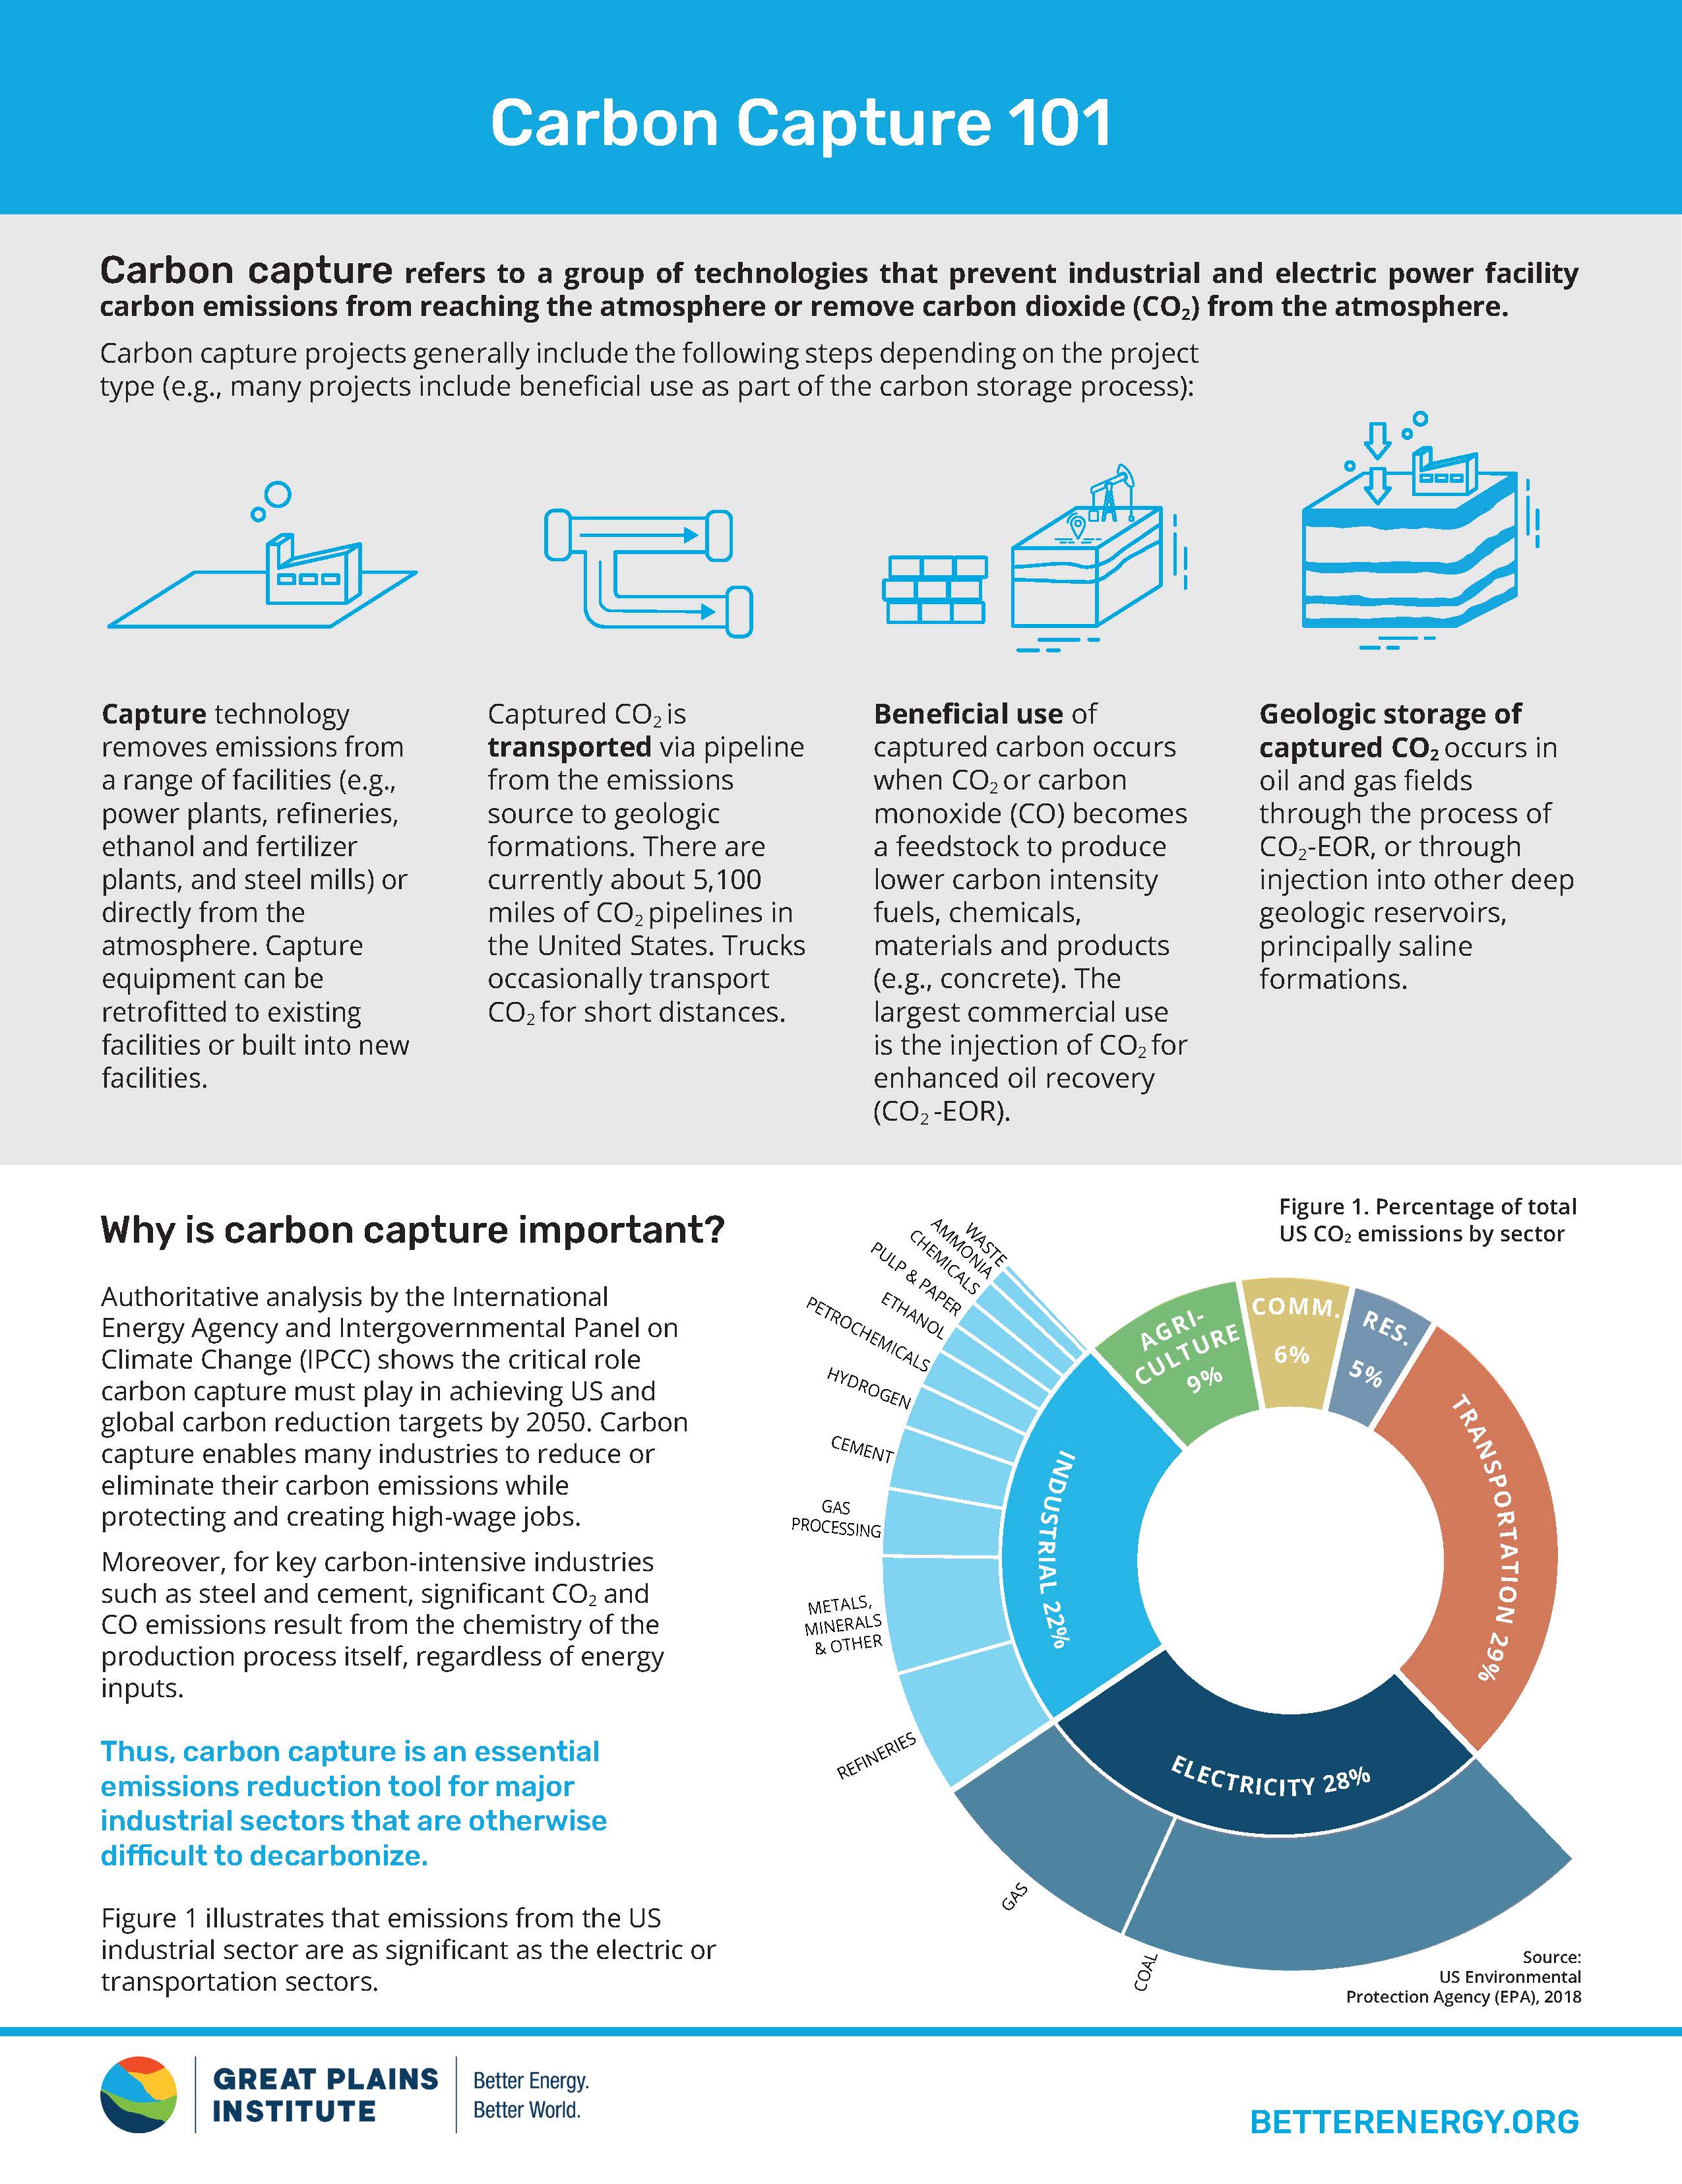 Carbon Capture 101
Carbon capture refers to a group of technologies that prevent industrial and electric power facility
carbon emissions from reaching the atmosphere or remove carbon dioxide (CO₂) from the atmosphere.
Carbon capture projects generally include the following steps depending on the project
type (e.g., many projects include beneficial use as part of the carbon storage process):
Capture technology
removes emissions from
a range of facilities (e.g.,
power plants, refineries,
ethanol and fertilizer
plants, and steel mills) or
directly from the
atmosphere. Capture
equipment can be
retrofitted to existing
facilities or built into new
facilities.
Captured CO₂ is
transported via pipeline
from the emissions
source to geologic
formations. There are
currently about 5,100
miles of CO₂ pipelines in
the United States. Trucks
occasionally transport
CO₂ for short distances.
Beneficial use of
captured carbon occurs
when CO₂ or carbon
monoxide (CO) becomes
a feedstock to produce
lower carbon intensity
fuels, chemicals,
materials and products
(e.g., concrete). The
largest commercial use
is the injection of CO₂ for
enhanced oil recovery
(CO₂ -EOR).
Geologic storage of
captured CO₂ occurs in
oil and gas fields
through the process of
CO₂-EOR, or through
injection into other deep
geologic reservoirs,
principally saline
formations.
Why is carbon capture important?
Authoritative analysis by the International
Energy Agency and Intergovernmental Panel on
Climate Change (IPCC) shows the critical role
carbon capture must play in achieving US and
global carbon reduction targets by 2050. Carbon
capture enables many industries to reduce or
eliminate their carbon emissions while
protecting and creating high-wage jobs.
Moreover, for key carbon-intensive industries
such as steel and cement, significant CO₂ and
CO emissions result from the chemistry of the
production process itself, regardless of energy
inputs.
Thus, carbon capture is an essential
emissions reduction tool for major
industrial sectors that are otherwise
difficult to decarbonize.
Figure 1 illustrates that emissions from the US
industrial sector are as significant as the electric or
transportation sectors.
Figure 1. Percentage of total
US CO₂ emissions by sector
WASTE
AMMONIA
CHEMICALS
PULP & PAPER
ETHANOL
PETROCHEMICALS
HYDROGEN
CEMENT
GAS
PROCESSING
METALS,
MINERALS
& OTHER
REFINERIES
GAS
COAL
INDUSTRIAL 22%
AGRI-
CULTURE
9%
COMM.
6%
RES.
5%
TRANSPORTATION 29%
ELECTRICITY 28%
Source:
US Environmental
Protection Agency (EPA), 2018
GREAT PLAINS
INSTITUTE
Better Energy.
Better World.
BETTERENERGY.ORG